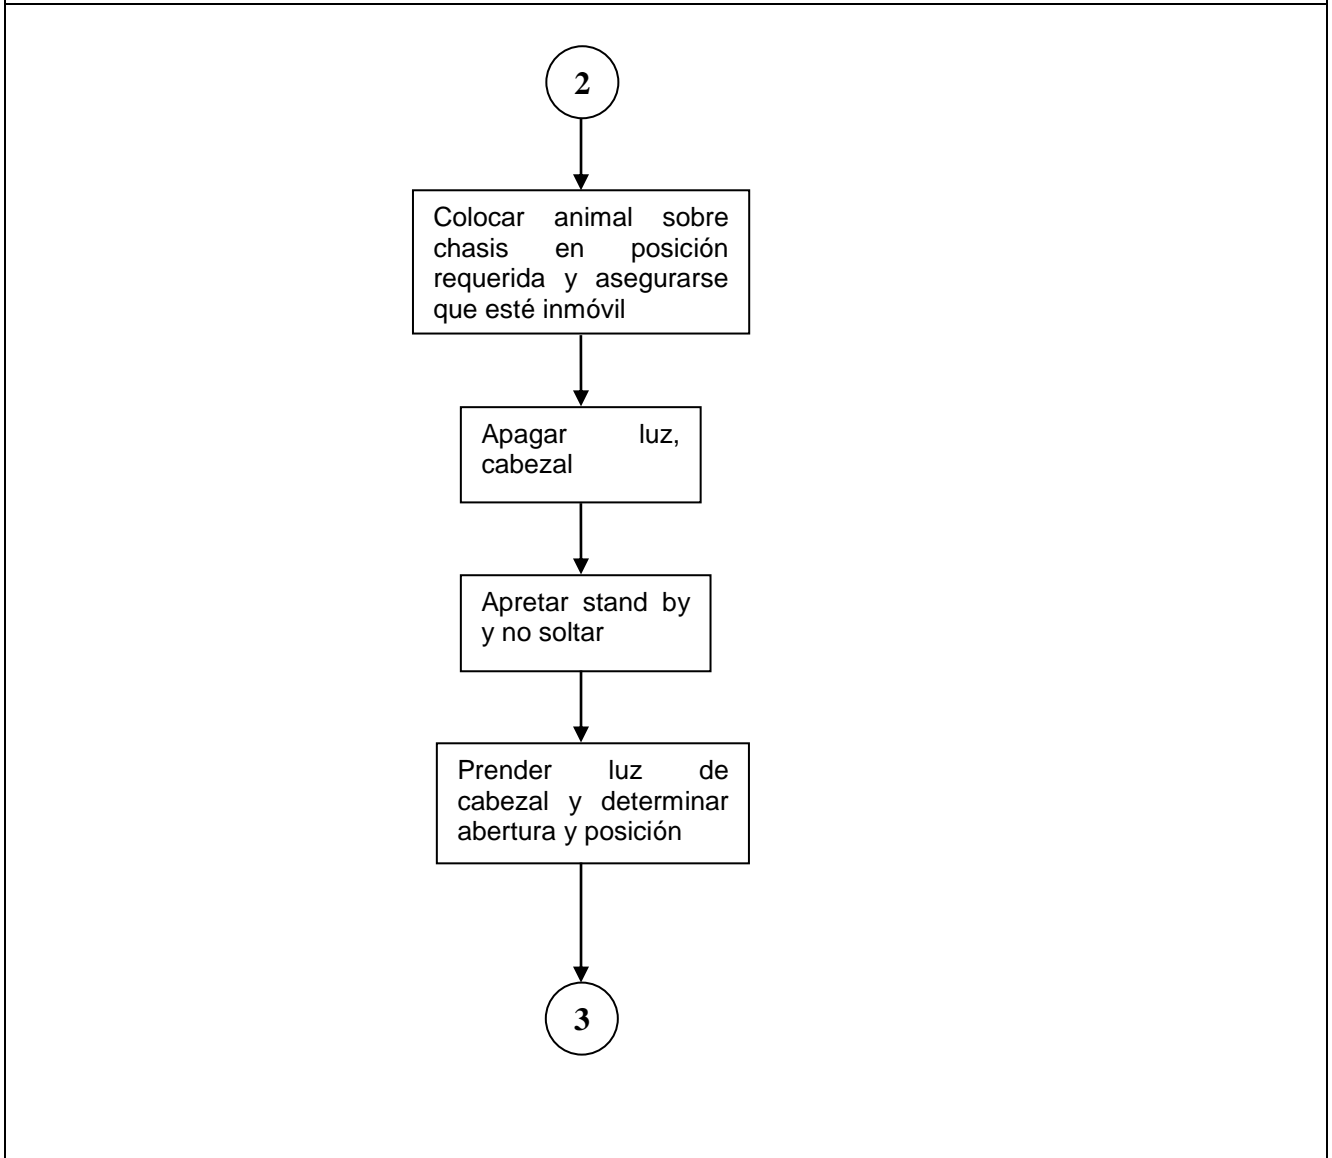 2
Colocar animal sobre
chasis en posición
requerida y asegurarse
que esté inmóvil
Apagar luz,
cabezal
Apretar stand by
y no soltar
Prender luz de
cabezal y determinar
abertura y posición
3